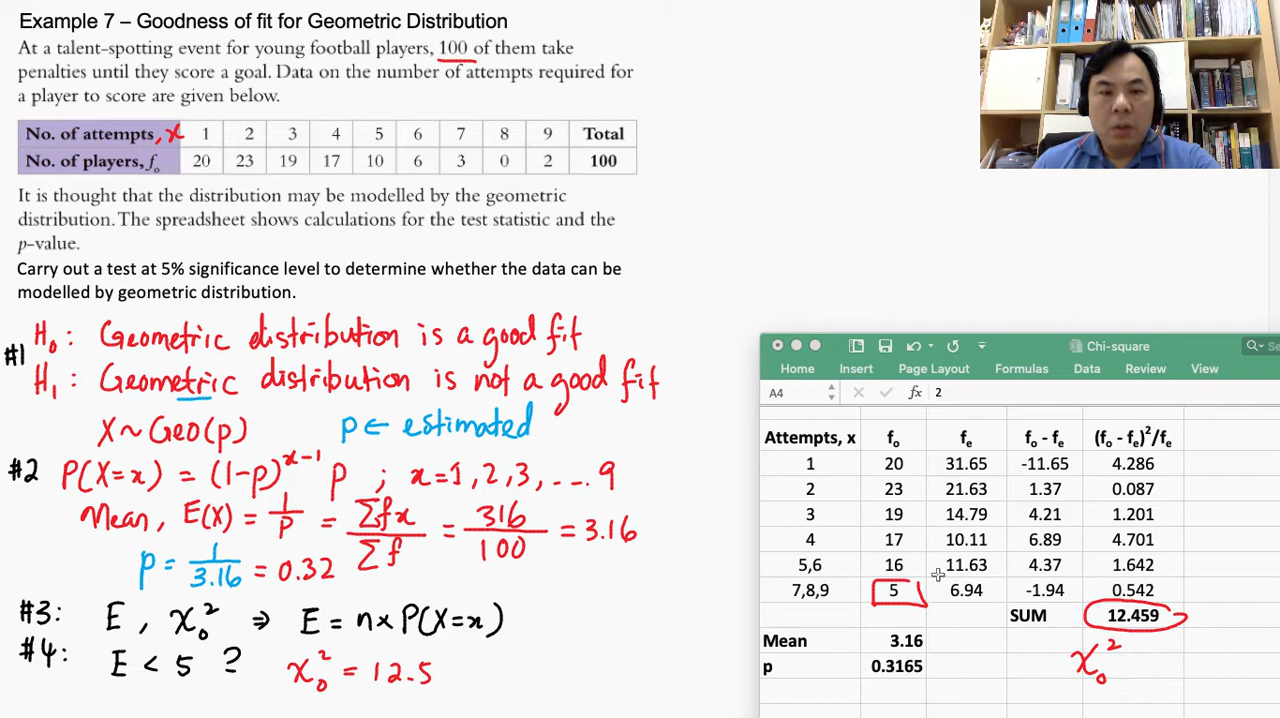 Example 7 – Goodness of fit for Geometric Distribution
At a talent-spotting event for young football players, 100 of them take
penalties until they score a goal. Data on the number of attempts required for
a player to score are given below.
No. of attempts, x 1 2 3 4 5 6 7 8 9 Total
No. of players, fo 20 23 19 17 10 6 3 0 2 100
It is thought that the distribution may be modelled by the geometric
distribution. The spreadsheet shows calculations for the test statistic and the
p-value.
Carry out a test at 5% significance level to determine whether the data can be
modelled by geometric distribution.
#1
H₀ : Geometric distribution is a good fit
H₁ : Geometric distribution is not a good fit
X ~ Geo(p) p ← estimated
#2 P(X=x) = (1-p)^(x-1) p ; x=1,2,3,....9
Mean, E(X) = 1/p = Σfx/Σf = 316/100 = 3.16
p = 1/3.16 = 0.32
#3: E , χ₀² ⇒ E = n × P(X=x)
#4: E < 5 ? χ₀² = 12.5
Chi-square
Se
Home Insert Page Layout Formulas Data Review View
A4 fx 2
Attempts, x fo fe fo - fe (fo - fe)²/fe
1 20 31.65 -11.65 4.286
2 23 21.63 1.37 0.087
3 19 14.79 4.21 1.201
4 17 10.11 6.89 4.701
5,6 16 11.63 4.37 1.642
7,8,9 5 6.94 -1.94 0.542
SUM 12.459
Mean 3.16
p 0.3165
χ₀²